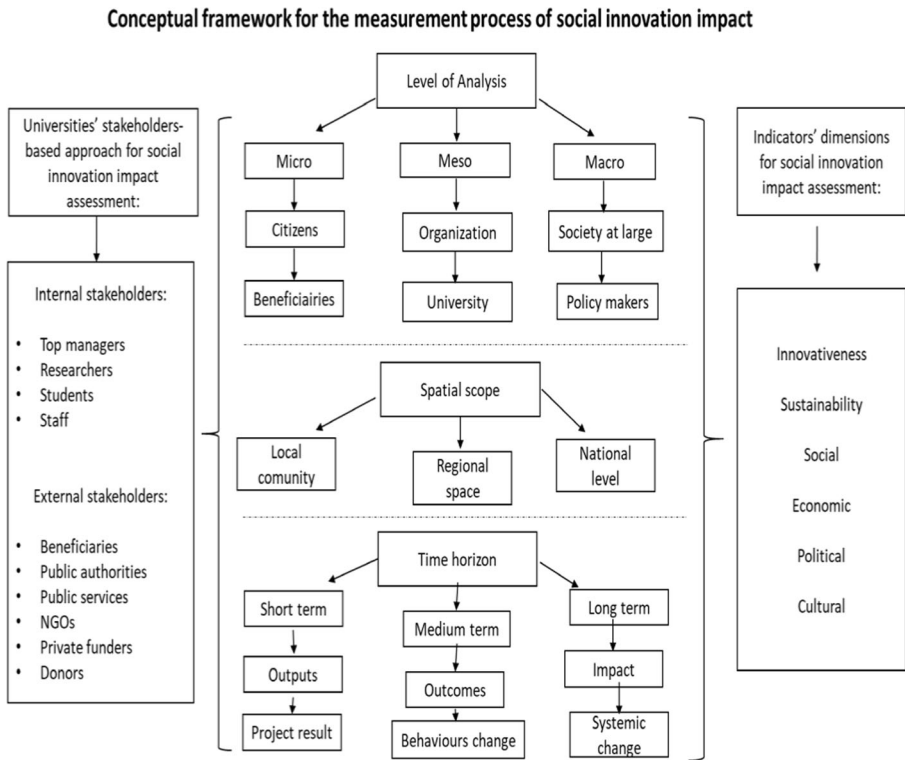 Conceptual framework for the measurement process of social innovation impact
Universities' stakeholders-
based approach for social
innovation impact
assessment:
Internal stakeholders:
• Top managers
• Researchers
• Students
• Staff
External stakeholders:
• Beneficiaries
• Public authorities
• Public services
• NGOs
• Private funders
• Donors
Level of Analysis
Micro
Meso
Macro
Citizens
Organization
Society at large
Beneficiairies
University
Policy makers
Spatial scope
Local
comunity
Regional
space
National
level
Time horizon
Short term
Medium term
Long term
Outputs
Outcomes
Impact
Project result
Behaviours change
Systemic
change
Indicators' dimensions
for social innovation
impact assessment:
Innovativeness
Sustainability
Social
Economic
Political
Cultural